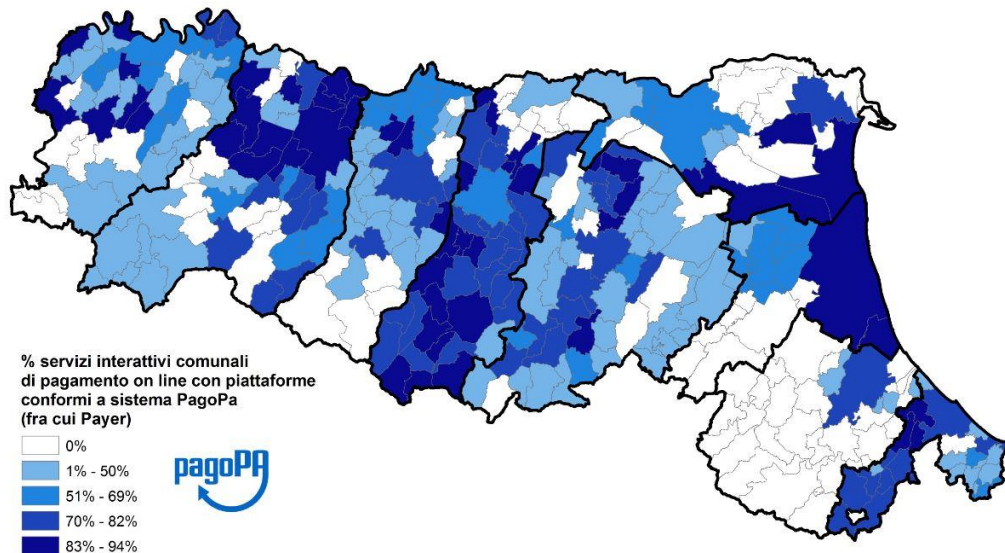 % servizi interattivi comunali
di pagamento on line con piattaforme
conformi a sistema PagoPa
(fra cui Payer)
0%
1% - 50%
51% - 69%
70% - 82%
83% - 94%
pagoPA